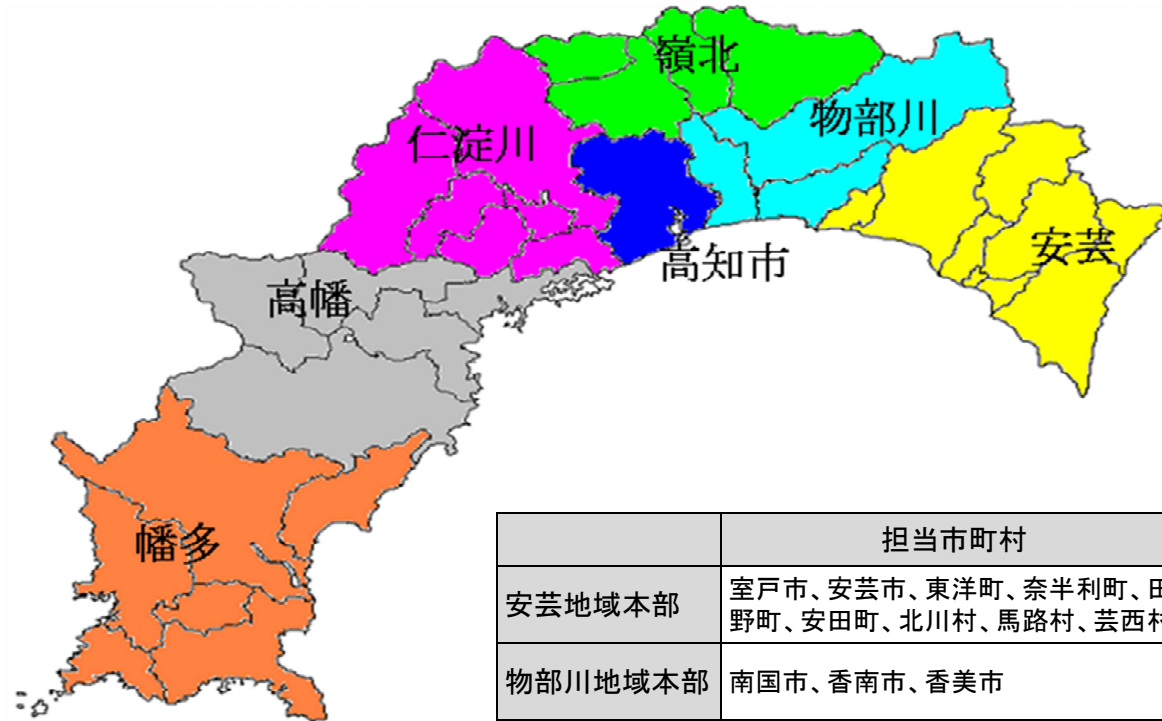 嶺北
物部川
仁淀川
安芸
高知市
高幡
幡多
担当市町村
安芸地域本部
室戸市、安芸市、東洋町、奈半利町、田
野町、安田町、北川村、馬路村、芸西村
物部川地域本部
南国市、香南市、香美市